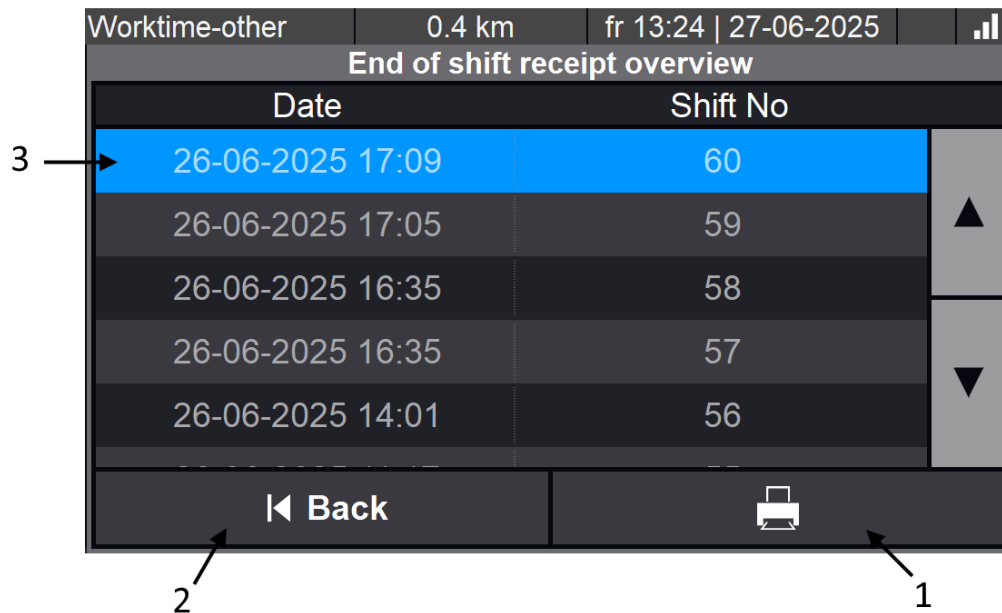 Worktime-other 0.4 km fr 13:24 | 27-06-2025
End of shift receipt overview
Date Shift No
3 26-06-2025 17:09 60
26-06-2025 17:05 59
26-06-2025 16:35 58
26-06-2025 16:35 57
26-06-2025 14:01 56
Back
2 1